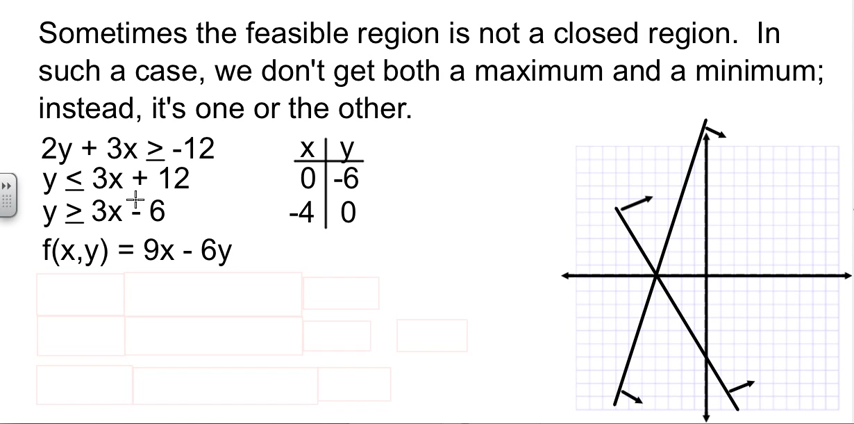 Sometimes the feasible region is not a closed region. In
such a case, we don't get both a maximum and a minimum;
instead, it's one or the other.
2y + 3x ≥ -12
y ≤ 3x + 12
y ≥ 3x - 6
f(x,y) = 9x - 6y
x | y
0 | -6
-4 | 0